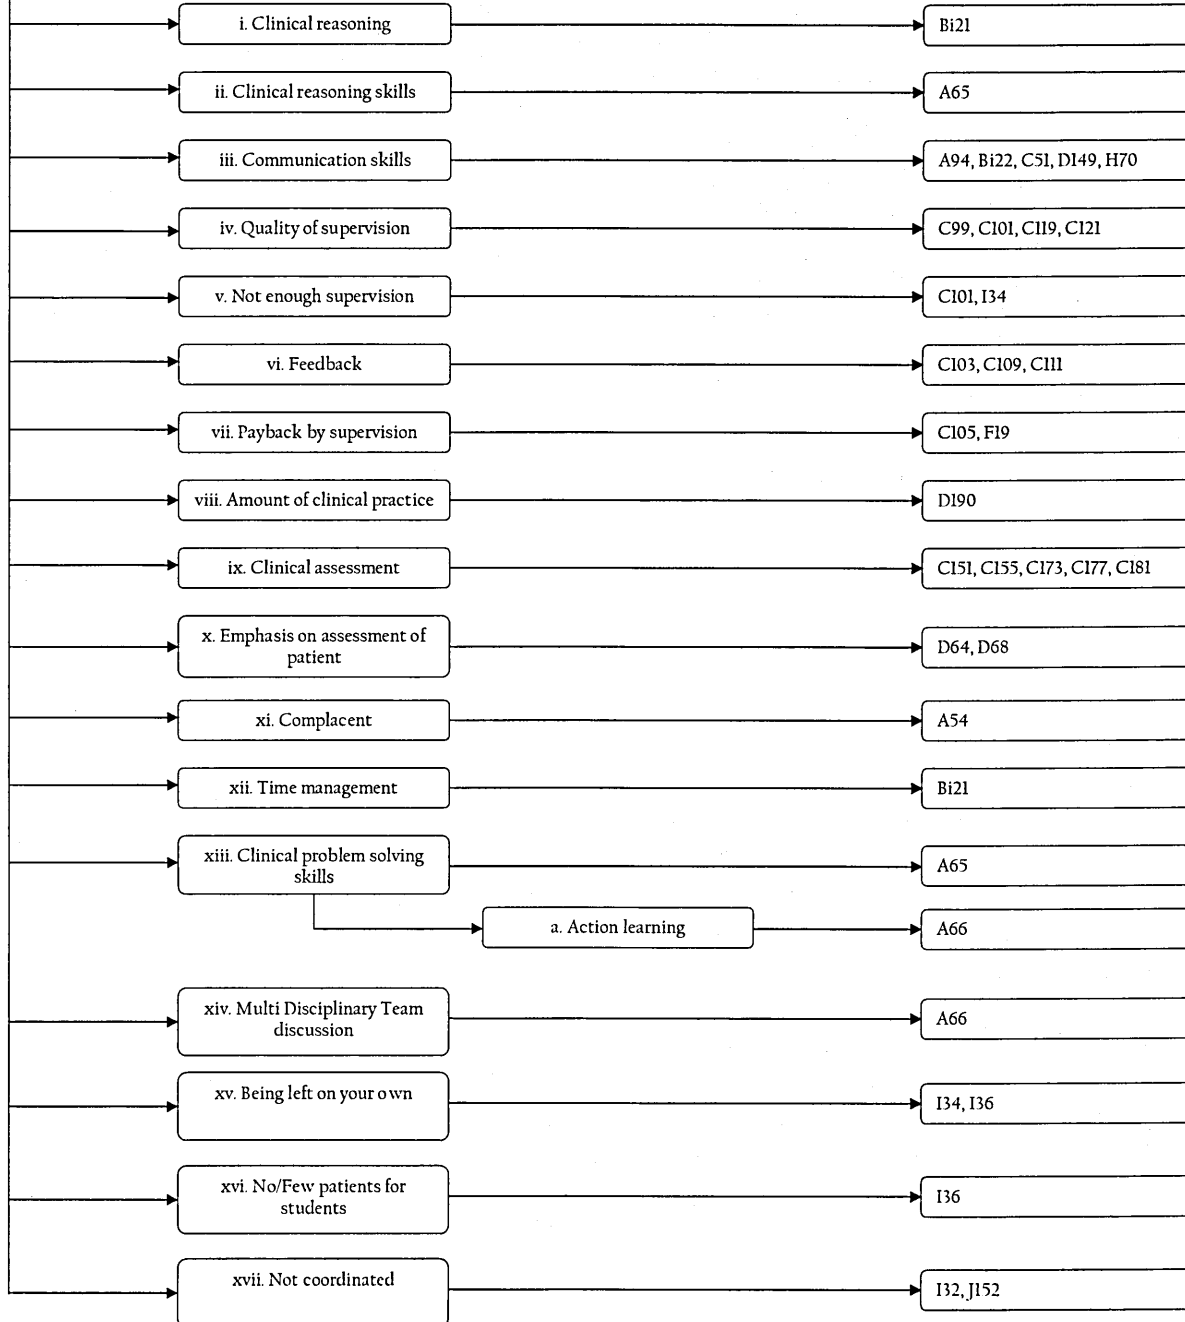 i. Clinical reasoning
Bi21
ii. Clinical reasoning skills
A65
iii. Communication skills
A94, Bi22, C51, D149, H70
iv. Quality of supervision
C99, C101, C119, C121
v. Not enough supervision
C101, I34
vi. Feedback
C103, C109, C111
vii. Payback by supervision
C105, F19
viii. Amount of clinical practice
D190
ix. Clinical assessment
C151, C155, C173, C177, C181
x. Emphasis on assessment of
patient
D64, D68
xi. Complacent
A54
xii. Time management
Bi21
xiii. Clinical problem solving
skills
A65
a. Action learning
A66
xiv. Multi Disciplinary Team
discussion
A66
xv. Being left on your own
I34, I36
xvi. No/Few patients for
students
I36
xvii. Not coordinated
I32, J152